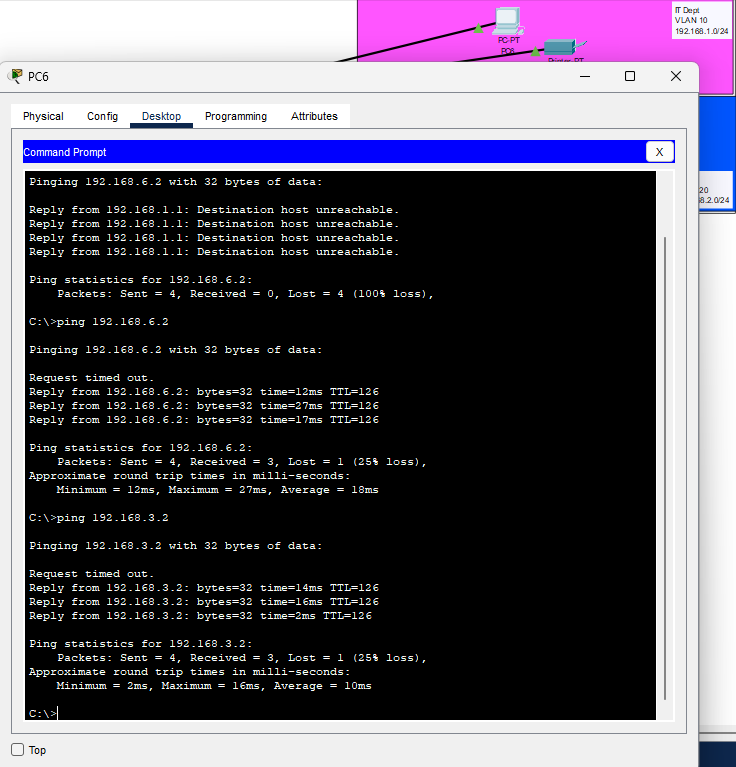 IT Dept
VLAN 10
192.168.1.0/24
PC-PT
PC6
Printer-PT
PC6
Physical Config Desktop Programming Attributes
Command Prompt X
20
8.2.0/24
Pinging 192.168.6.2 with 32 bytes of data:
Reply from 192.168.1.1: Destination host unreachable.
Reply from 192.168.1.1: Destination host unreachable.
Reply from 192.168.1.1: Destination host unreachable.
Reply from 192.168.1.1: Destination host unreachable.
Ping statistics for 192.168.6.2:
Packets: Sent = 4, Received = 0, Lost = 4 (100% loss),
C:\>ping 192.168.6.2
Pinging 192.168.6.2 with 32 bytes of data:
Request timed out.
Reply from 192.168.6.2: bytes=32 time=12ms TTL=126
Reply from 192.168.6.2: bytes=32 time=27ms TTL=126
Reply from 192.168.6.2: bytes=32 time=17ms TTL=126
Ping statistics for 192.168.6.2:
Packets: Sent = 4, Received = 3, Lost = 1 (25% loss),
Approximate round trip times in milli-seconds:
Minimum = 12ms, Maximum = 27ms, Average = 18ms
C:\>ping 192.168.3.2
Pinging 192.168.3.2 with 32 bytes of data:
Request timed out.
Reply from 192.168.3.2: bytes=32 time=14ms TTL=126
Reply from 192.168.3.2: bytes=32 time=16ms TTL=126
Reply from 192.168.3.2: bytes=32 time=2ms TTL=126
Ping statistics for 192.168.3.2:
Packets: Sent = 4, Received = 3, Lost = 1 (25% loss),
Approximate round trip times in milli-seconds:
Minimum = 2ms, Maximum = 16ms, Average = 10ms
C:\>
Top